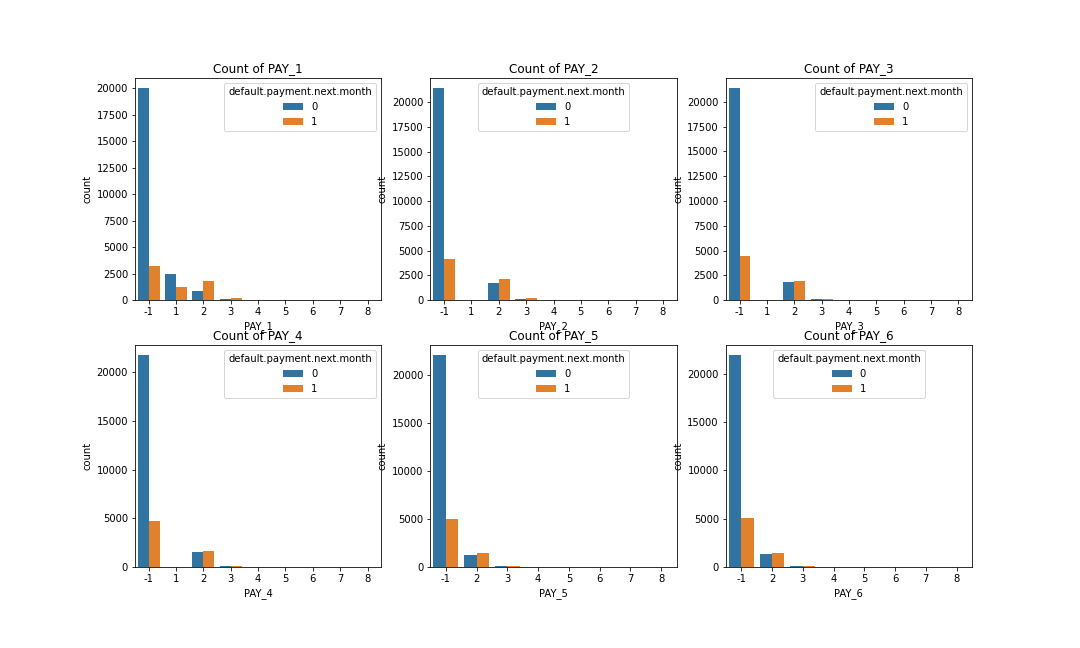 Count of PAY_1
default.payment.next.month
0
1
20000
17500
15000
12500
10000
7500
5000
2500
0
count
-1 1 2 3 4 5 6 7 8
PAY_1
Count of PAY_2
default.payment.next.month
0
1
20000
17500
15000
12500
10000
7500
5000
2500
0
count
-1 1 2 3 4 5 6 7 8
PAY_2
Count of PAY_3
default.payment.next.month
0
1
20000
17500
15000
12500
10000
7500
5000
2500
0
count
-1 1 2 3 4 5 6 7 8
PAY_3
Count of PAY_4
default.payment.next.month
0
1
20000
15000
10000
5000
0
count
-1 1 2 3 4 5 6 7 8
PAY_4
Count of PAY_5
default.payment.next.month
0
1
20000
15000
10000
5000
0
count
-1 2 3 4 5 6 7 8
PAY_5
Count of PAY_6
default.payment.next.month
0
1
20000
15000
10000
5000
0
count
-1 2 3 4 5 6 7 8
PAY_6